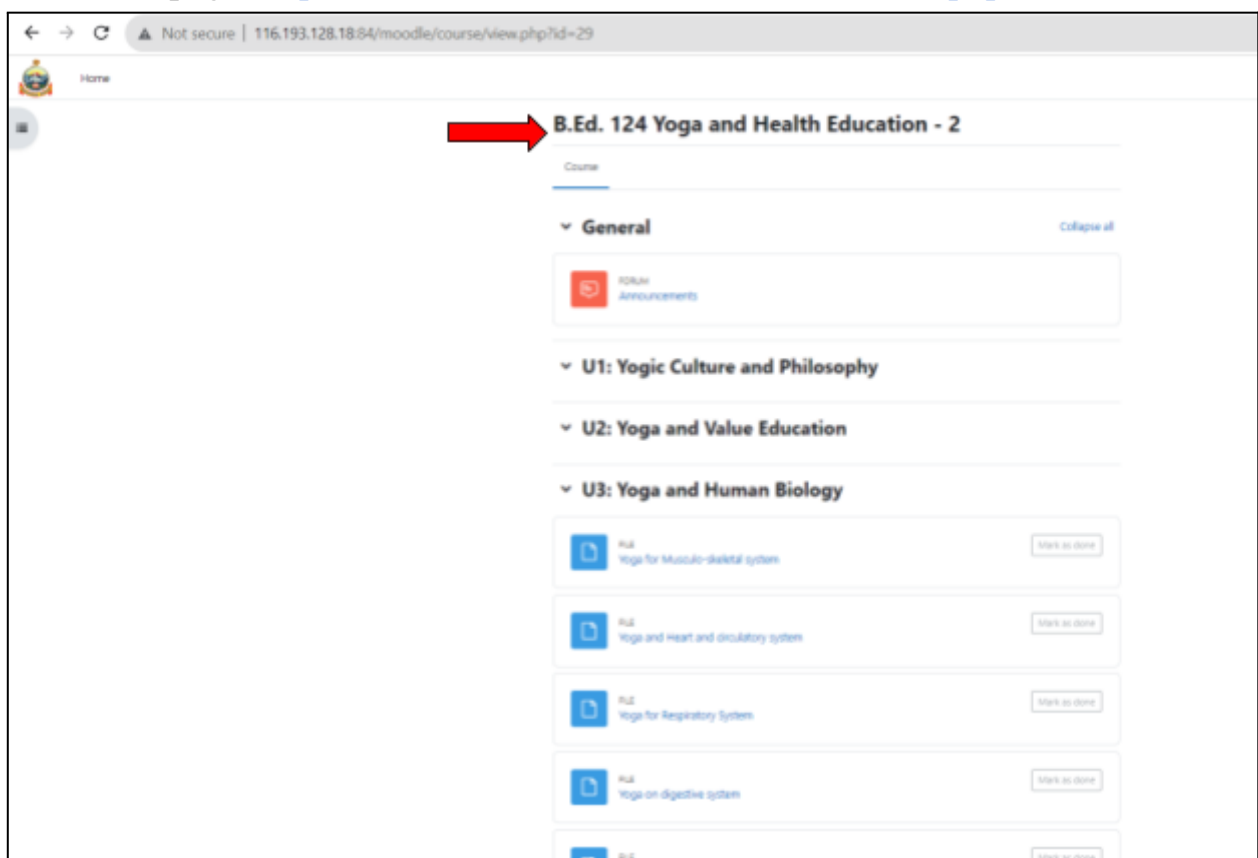 Not secure | 116.193.128.18:84/moodle/course/view.php?id=29
Home
B.Ed. 124 Yoga and Health Education - 2
Course
General
Collapse all
FORUM
Announcements
U1: Yogic Culture and Philosophy
U2: Yoga and Value Education
U3: Yoga and Human Biology
FILE
Mark as done
Yoga for Musculo-skeletal system
FILE
Mark as done
Yoga and Heart and circulatory system
FILE
Mark as done
Yoga for Respiratory System
FILE
Mark as done
Yoga on digestive system
FILE
Mark as done